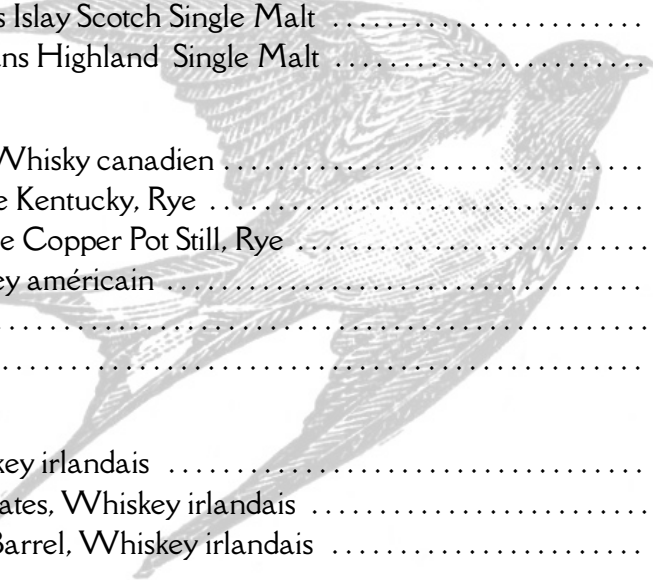 s Islay Scotch Single Malt ..............................
ans Highland Single Malt ..............................
Whisky canadien ..............................
e Kentucky, Rye ..............................
e Copper Pot Still, Rye ..............................
ey américain ..............................
..............................
..............................
key irlandais ..............................
ates, Whiskey irlandais ..............................
Barrel, Whiskey irlandais ..............................